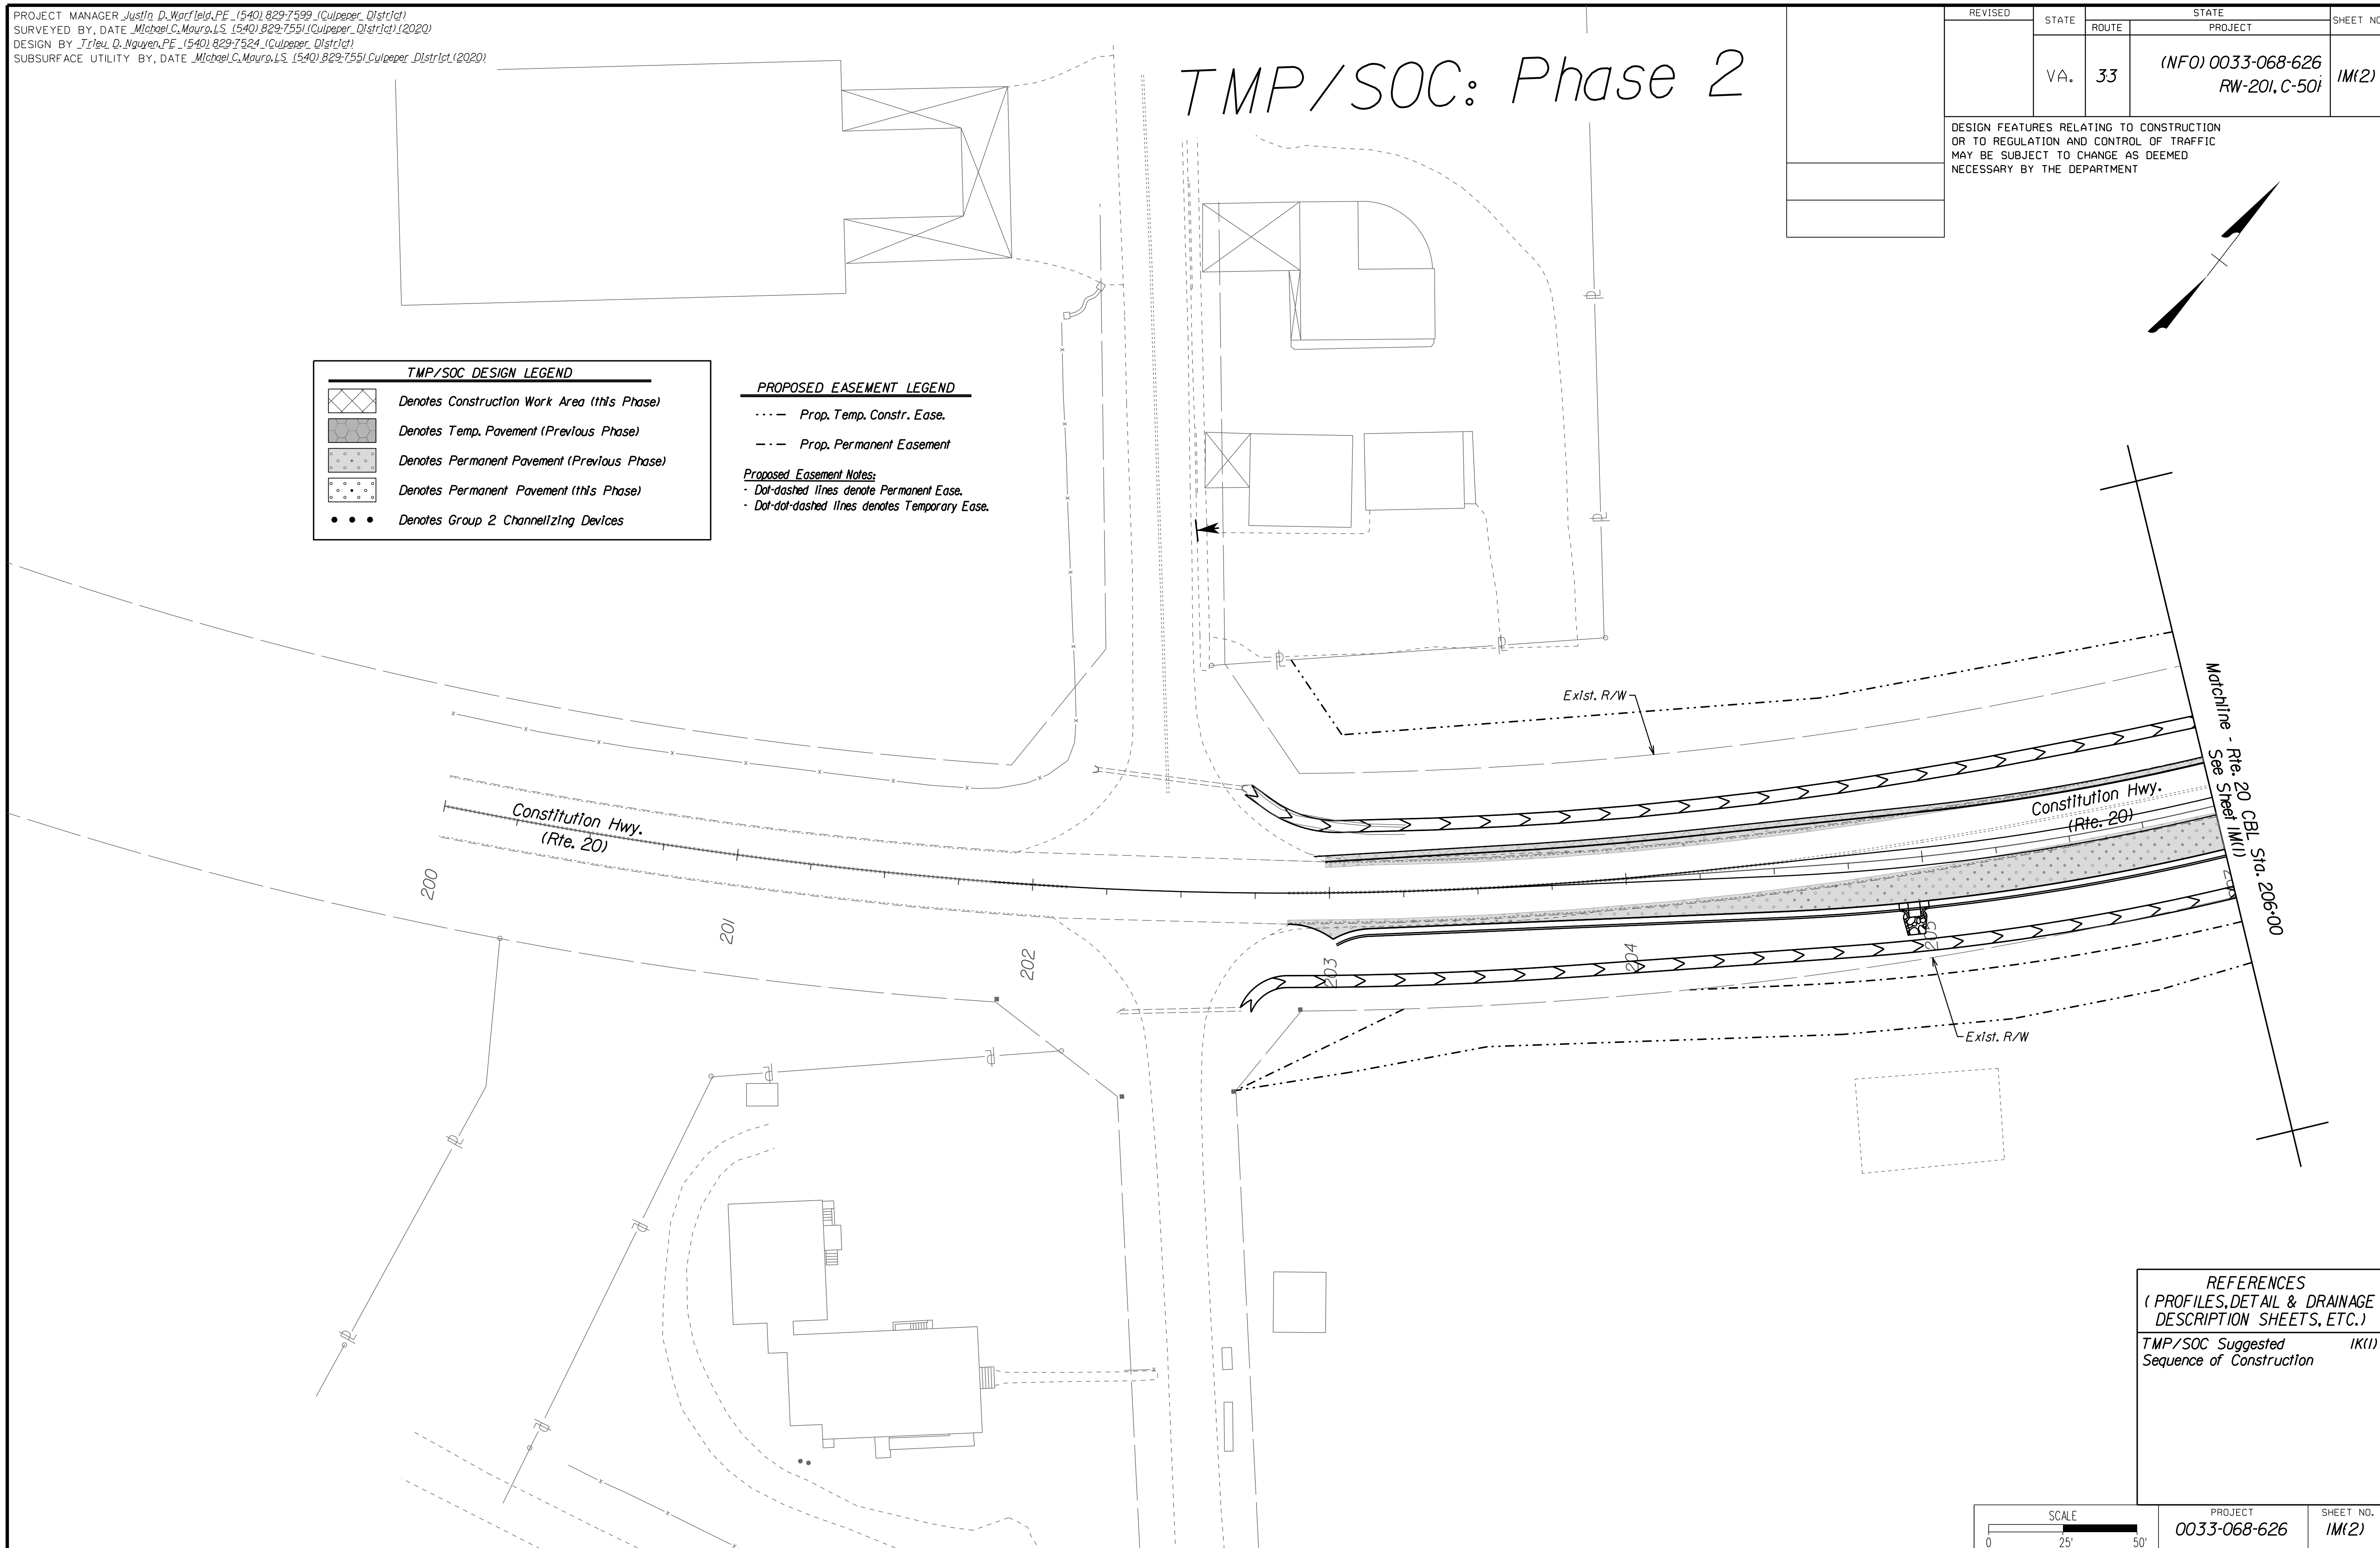 PROJECT MANAGER Justin D. Warfield, PE (540) 829-7599 (Culpeper District)
SURVEYED BY, DATE Michael C. Mauro, LS (540) 829-7551 (Culpeper District) (2020)
DESIGN BY Trieu D. Nguyen, PE (540) 829-7524 (Culpeper District)
SUBSURFACE UTILITY BY, DATE Michael C. Mauro, LS (540) 829-7551 Culpeper District (2020)
TMP/SOC: Phase 2
REVISED
STATE
STATE
SHEET NO
ROUTE
PROJECT
VA.
33
(NFO) 0033-068-626
RW-201, C-501
1M(2)
DESIGN FEATURES RELATING TO CONSTRUCTION
OR TO REGULATION AND CONTROL OF TRAFFIC
MAY BE SUBJECT TO CHANGE AS DEEMED
NECESSARY BY THE DEPARTMENT
TMP/SOC DESIGN LEGEND
Denotes Construction Work Area (this Phase)
Denotes Temp. Pavement (Previous Phase)
Denotes Permanent Pavement (Previous Phase)
Denotes Permanent Pavement (this Phase)
Denotes Group 2 Channelizing Devices
PROPOSED EASEMENT LEGEND
Prop. Temp. Constr. Ease.
Prop. Permanent Easement
Proposed Easement Notes:
- Dot-dashed lines denote Permanent Ease.
- Dot-dot-dashed lines denotes Temporary Ease.
Exist. R/W
Matchline - Rte. 20 CBL Sta. 206+00
See Sheet 1M(1)
Constitution Hwy.
(Rte. 20)
Constitution Hwy.
(Rte. 20)
200
201
202
203
204
205
Exist. R/W
REFERENCES
( PROFILES, DETAIL & DRAINAGE
DESCRIPTION SHEETS, ETC.)
TMP/SOC Suggested 1K(1)
Sequence of Construction
SCALE
0 25' 50'
PROJECT
0033-068-626
SHEET NO.
1M(2)